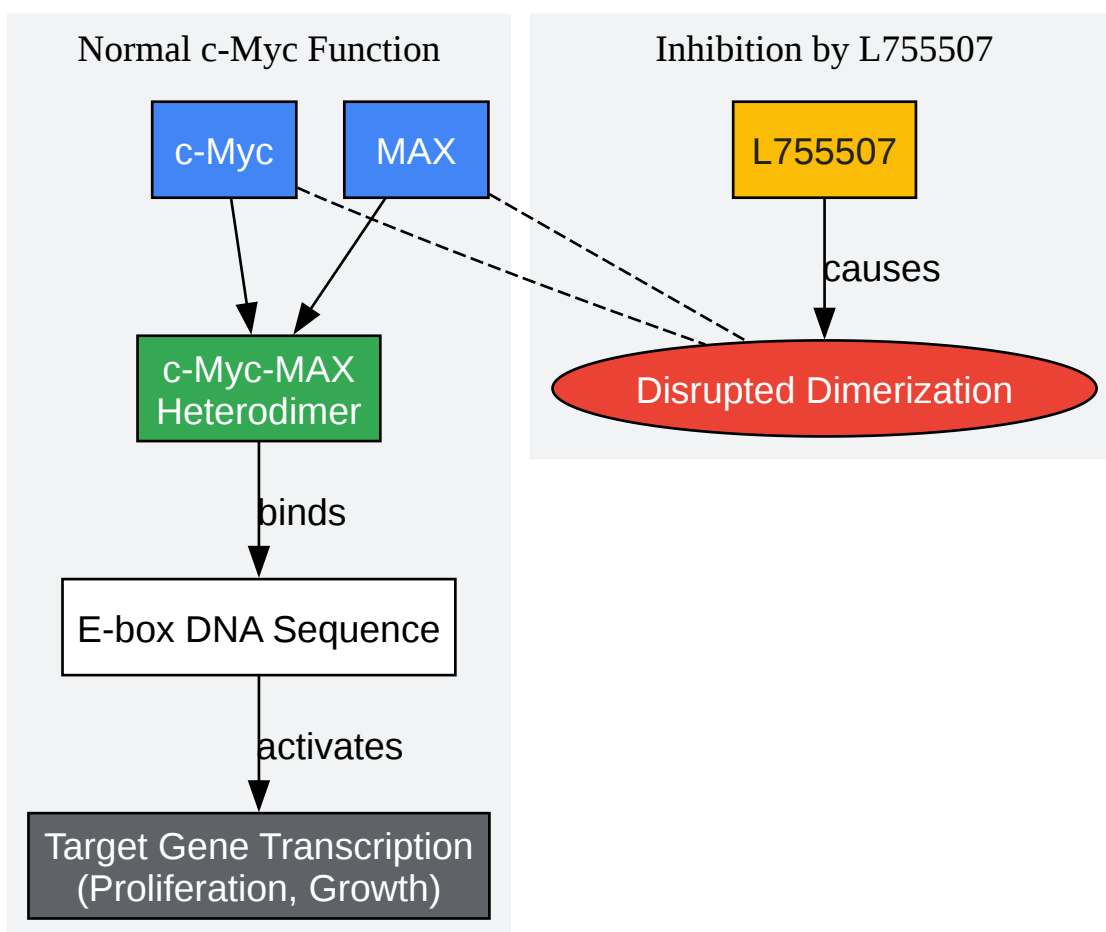 Normal c-Myc Function
c-Myc
MAX
c-Myc-MAX
Heterodimer
binds
E-box DNA Sequence
activates
Target Gene Transcription
(Proliferation, Growth)
Inhibition by L755507
L755507
causes
Disrupted Dimerization